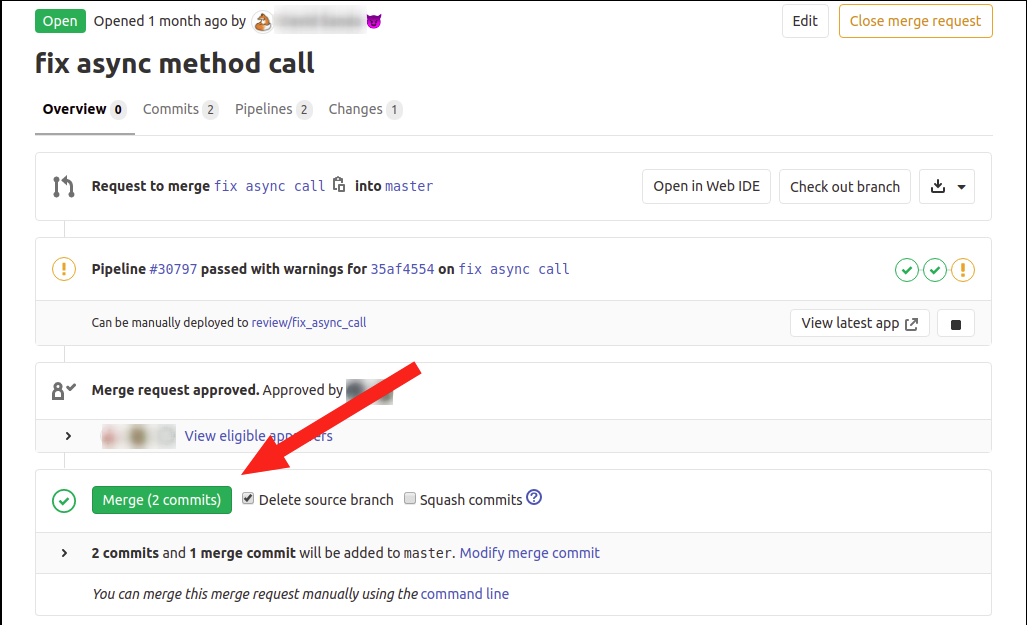 Open Opened 1 month ago by Edit Close merge request
fix async method call
Overview 0 Commits 2 Pipelines 2 Changes 1
Request to merge fix async call into master Open in Web IDE Check out branch
Pipeline #30797 passed with warnings for 35af4554 on fix async call
Can be manually deployed to review/fix_async_call View latest app
Merge request approved. Approved by
View eligible
Merge (2 commits) Delete source branch Squash commits ?
2 commits and 1 merge commit will be added to master. Modify merge commit
You can merge this merge request manually using the command line